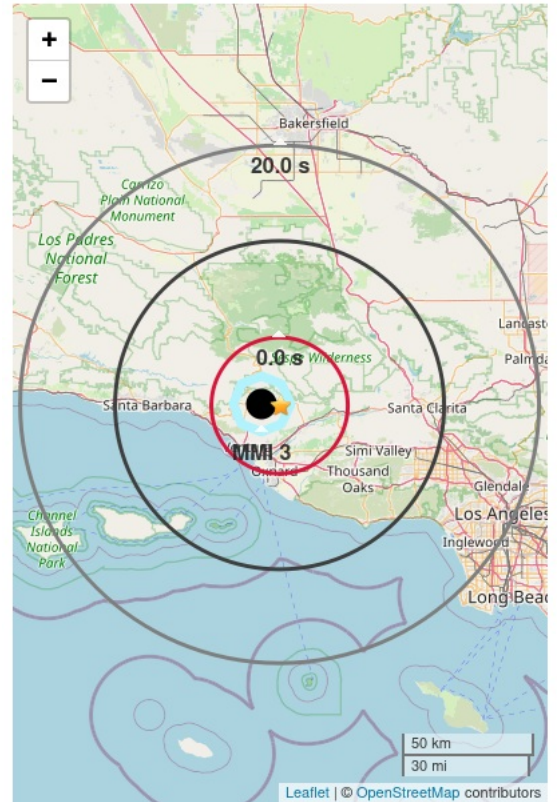 +
−
Bakersfield
20.0 s
Carrizo
Plain National
Monument
Los Padres
National
Forest
Lancast
0.0 s
Wilderness
Palmda
Santa Barbara
Santa Clarita
MMI 3
Simi Valley
Oxnard
Thousand
Oaks
Glendale
Channel
Islands
National
Park
Los Angeles
Inglewood
Long Beac
50 km
30 mi
Leaflet | © OpenStreetMap contributors